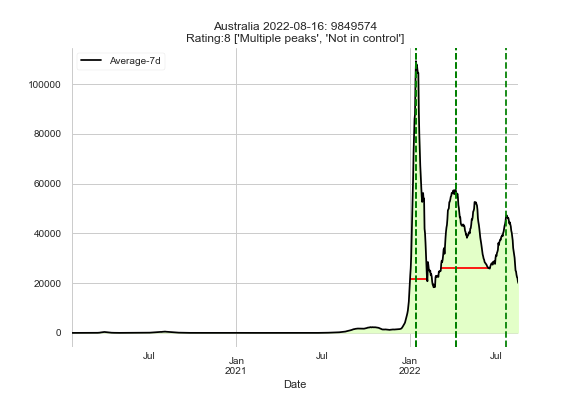 Australia 2022-08-16: 9849574
Rating:8 ['Multiple peaks', 'Not in control']
Average-7d
100000
80000
60000
40000
20000
0
Jul
Jan
2021
Jul
Jan
2022
Jul
Date